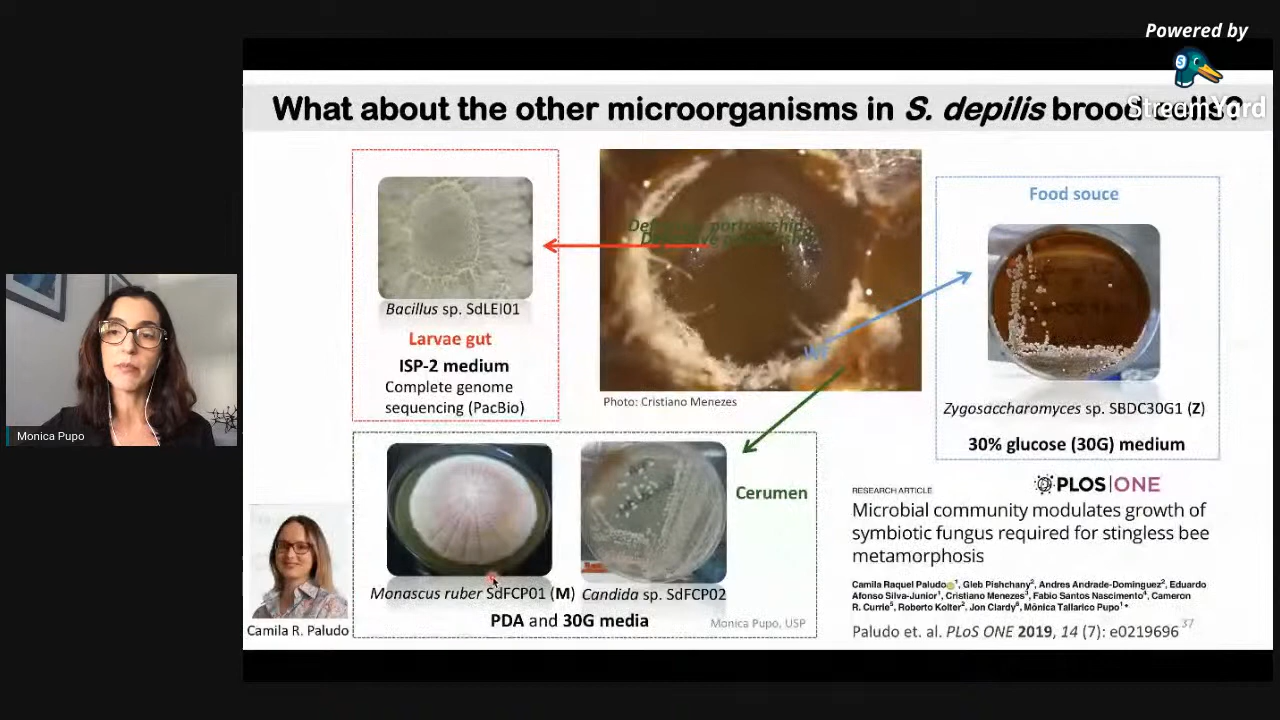 Powered by
StreamYard
What about the other microorganisms in S. depilis brood cells?
Bacillus sp. SdLEI01
Larvae gut
ISP-2 medium
Complete genome
sequencing (PacBio)
Photo: Cristiano Menezes
Food souce
Zygosaccharomyces sp. SBDC30G1 (Z)
30% glucose (30G) medium
Monica Pupo
Cerumen
Monascus ruber SdFCP01 (M) Candida sp. SdFCP02
PDA and 30G media
Monica Pupo, USP
Camila R. Paludo
RESEARCH ARTICLE
PLOS ONE
Microbial community modulates growth of
symbiotic fungus required for stingless bee
metamorphosis
Camila Raquel Paludo1, Gleb Pishchany2, Andres Andrade-Dominguez2, Eduardo
Afonso Silva-Junior1, Cristiano Menezes3, Fabio Santos Nascimento4, Cameron
R. Currie5, Roberto Kolter2, Jon Clardy6, Mônica Tallarico Pupo1*
Paludo et. al. PLoS ONE 2019, 14 (7): e0219696
37